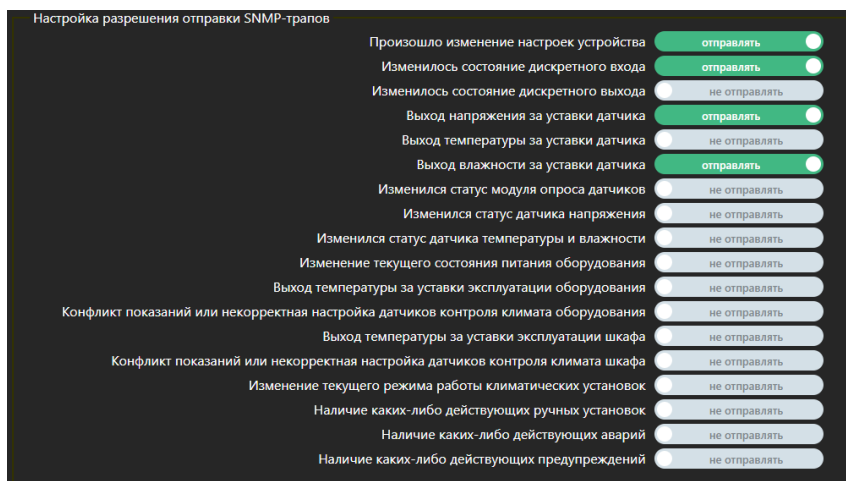 Настройка разрешения отправки SNMP-трапов
Произошло изменение настроек устройства отправлять
Изменилось состояние дискретного входа отправлять
Изменилось состояние дискретного выхода не отправлять
Выход напряжения за уставки датчика отправлять
Выход температуры за уставки датчика не отправлять
Выход влажности за уставки датчика отправлять
Изменился статус модуля опроса датчиков не отправлять
Изменился статус датчика напряжения не отправлять
Изменился статус датчика температуры и влажности не отправлять
Изменение текущего состояния питания оборудования не отправлять
Выход температуры за уставки эксплуатации оборудования не отправлять
Конфликт показаний или некорректная настройка датчиков контроля климата оборудования не отправлять
Выход температуры за уставки эксплуатации шкафа не отправлять
Конфликт показаний или некорректная настройка датчиков контроля климата шкафа не отправлять
Изменение текущего режима работы климатических установок не отправлять
Наличие каких-либо действующих ручных установок не отправлять
Наличие каких-либо действующих аварий не отправлять
Наличие каких-либо действующих предупреждений не отправлять